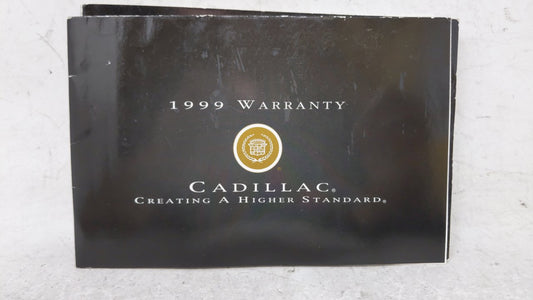 1999 WARRANTY
CADILLAC®
CREATING A HIGHER STANDARD®